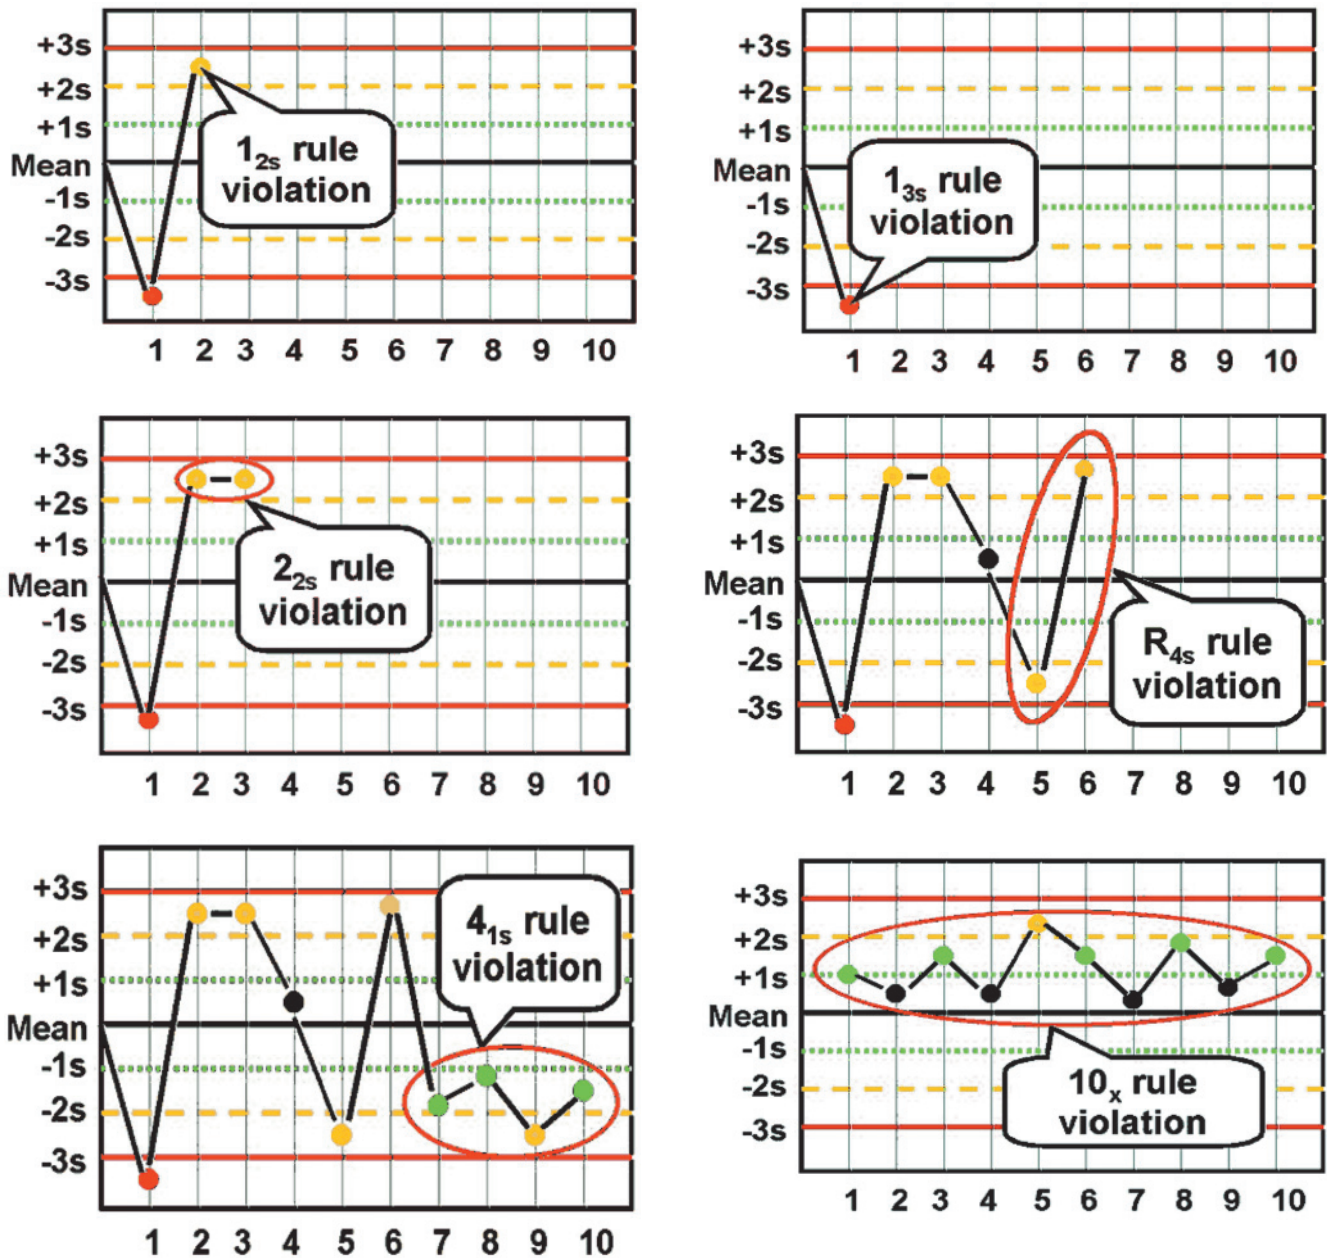 +3s
+2s
+1s
Mean
-1s
-2s
-3s
1₂ₛ rule
violation
1 2 3 4 5 6 7 8 9 10
+3s
+2s
+1s
Mean
-1s
-2s
-3s
1₃ₛ rule
violation
1 2 3 4 5 6 7 8 9 10
+3s
+2s
+1s
Mean
-1s
-2s
-3s
2₂ₛ rule
violation
1 2 3 4 5 6 7 8 9 10
+3s
+2s
+1s
Mean
-1s
-2s
-3s
R₄ₛ rule
violation
1 2 3 4 5 6 7 8 9 10
+3s
+2s
+1s
Mean
-1s
-2s
-3s
4₁ₛ rule
violation
1 2 3 4 5 6 7 8 9 10
+3s
+2s
+1s
Mean
-1s
-2s
-3s
10ₓ rule
violation
1 2 3 4 5 6 7 8 9 10